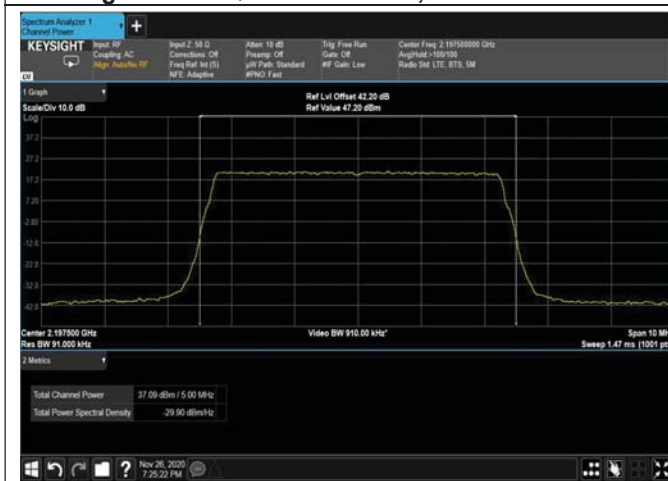 Spectrum Analyzer 1
Channel Power
+
KEYSIGHT
Input: RF
Coupling: AC
Align: Auto/No RF
Input Z: 50 Ω
Corrections: Off
Freq Ref: Int (S)
NFE: Adaptive
Atten: 10 dB
Preamp: Off
µW Path: Standard
#PNO: Fast
Trig: Free Run
Gate: Off
#IF Gain: Low
Center Freq: 2.197500000 GHz
Avg|Hold:>100/100
Radio Std: LTE, BTS, 5M
1 Graph
Scale/Div 10.0 dB
Ref Lvl Offset 42.20 dB
Ref Value 47.20 dBm
Log
37.2
27.2
17.2
7.20
-2.80
-12.8
-22.8
-32.8
-42.8
Center 2.197500 GHz
Res BW 91.000 kHz
Video BW 910.00 kHz*
Span 10 MH
Sweep 1.47 ms (1001 pt
2 Metrics
Total Channel Power 37.09 dBm / 5.00 MHz
Total Power Spectral Density -29.90 dBm/Hz
?
Nov 26, 2020
7:25:22 PM